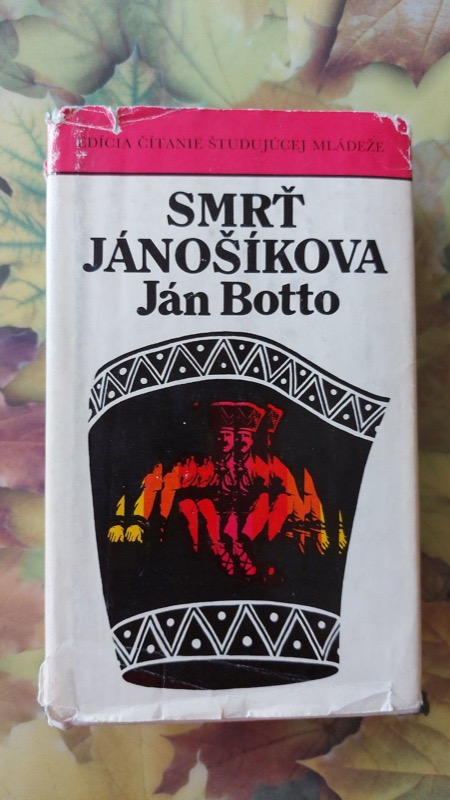 EDÍCIA ČÍTANIE ŠTUDUJÚCEJ MLÁDEŽE
SMRŤ
JÁNOŠÍKOVA
Ján Botto